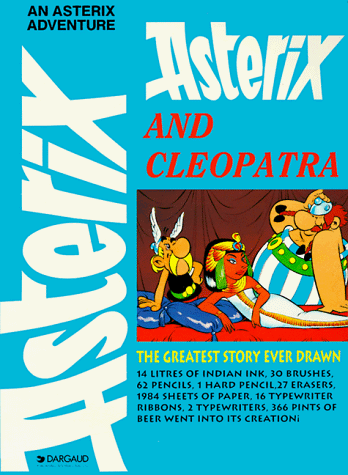 AN ASTERIX
ADVENTURE
Asterix
Asterix
AND
CLEOPATRA
THE GREATEST STORY EVER DRAWN
14 LITRES OF INDIAN INK, 30 BRUSHES,
62 PENCILS, 1 HARD PENCIL,27 ERASERS,
1984 SHEETS OF PAPER, 16 TYPEWRITER
RIBBONS, 2 TYPEWRITERS, 366 PINTS OF
BEER WENT INTO ITS CREATION¡
DARGAUD